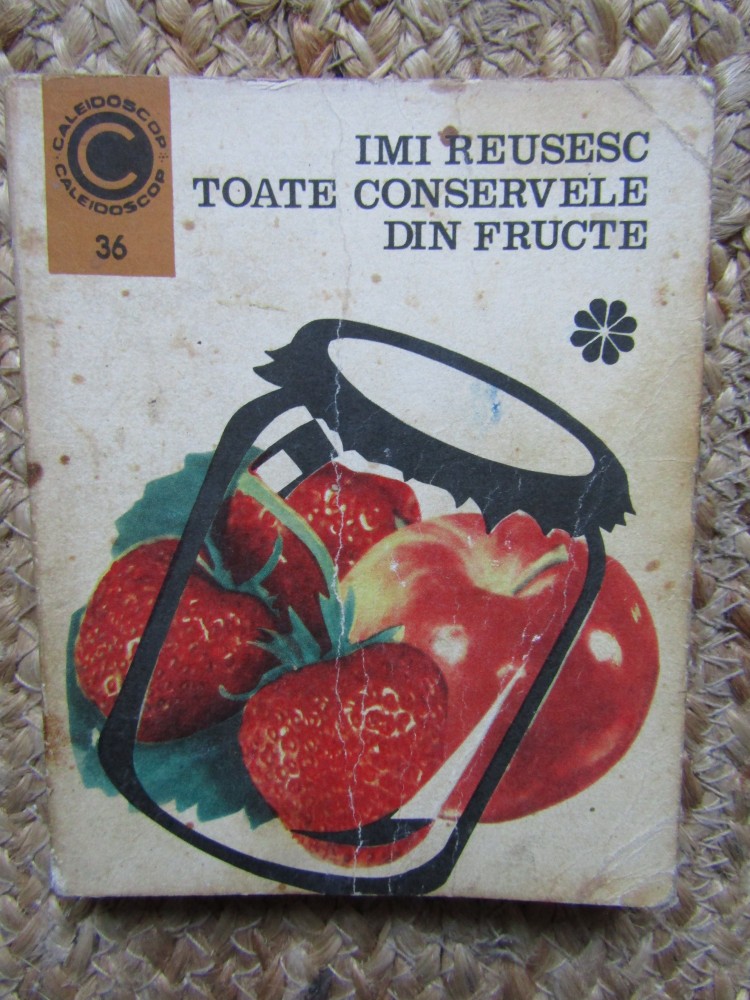 CALEIDOSCOP
C
CALEIDOSCOP
36
IMI REUSESC
TOATE CONSERVELE
DIN FRUCTE